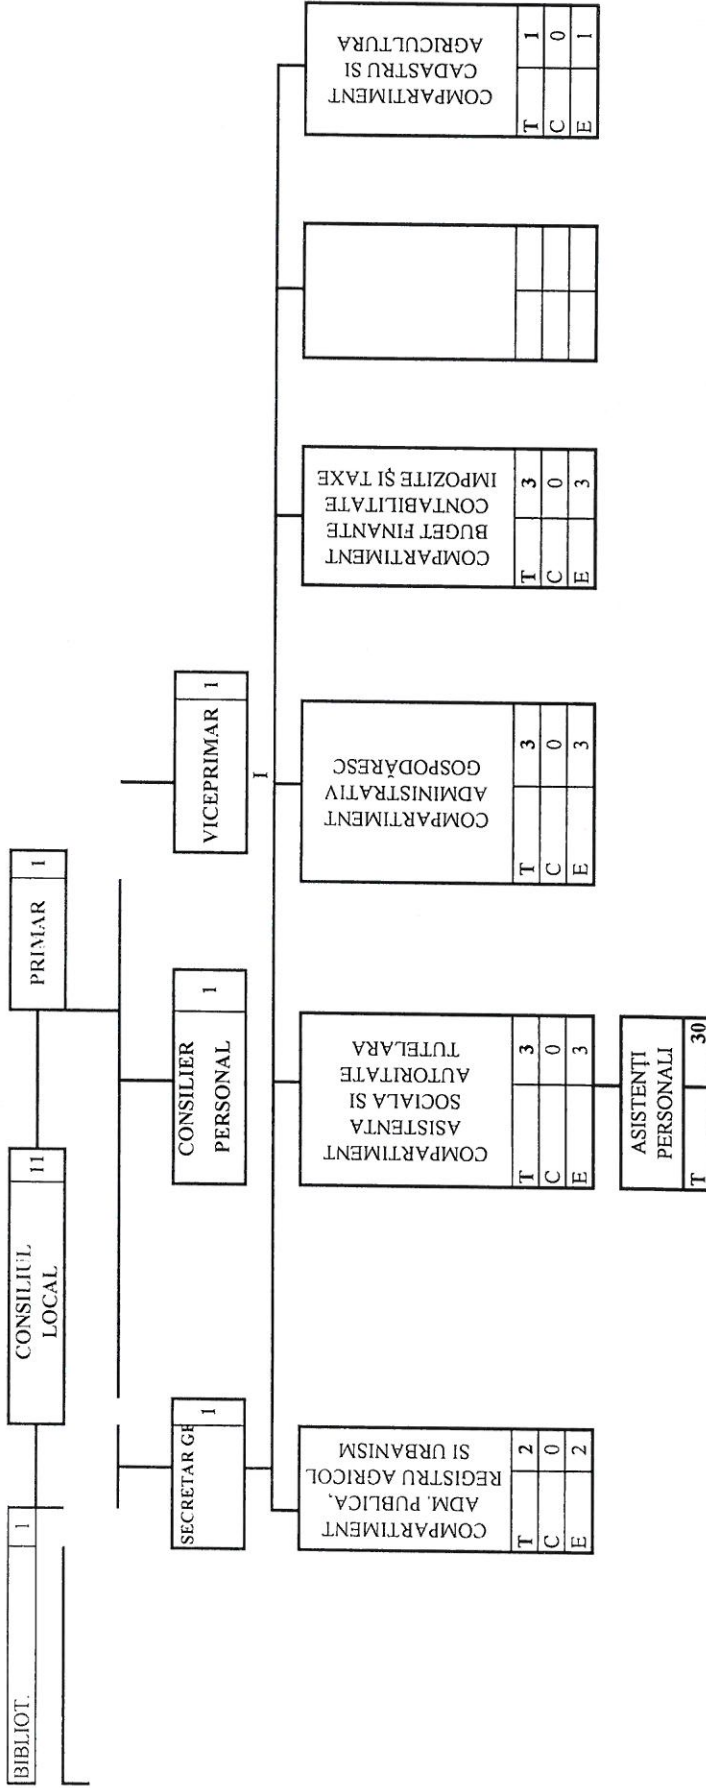 BIBLIOT.
1
CONSILIUL
LOCAL
11
PRIMAR
1
SECRETAR GE
1
CONSILIER
PERSONAL
1
VICEPRIMAR
1
I
COMPARTIMENT
ADM. PUBLICA,
REGISTRU AGRICOL
SI URBANISM
T 2
C 0
E 2
COMPARTIMENT
ASISTENTA
SOCIALA SI
AUTORITATE
TUTELARA
T 3
C 0
E 3
ASISTENȚI
PERSONALI
T 30
COMPARTIMENT
ADMINISTRATIV
GOSPODĂRESC
T 3
C 0
E 3
COMPARTIMENT
BUGET FINANTE
CONTABILITATE
IMPOZITE ȘI TAXE
T 3
C 0
E 3
COMPARTIMENT
CADASTRU SI
AGRICULTURA
T 1
C 0
E 1